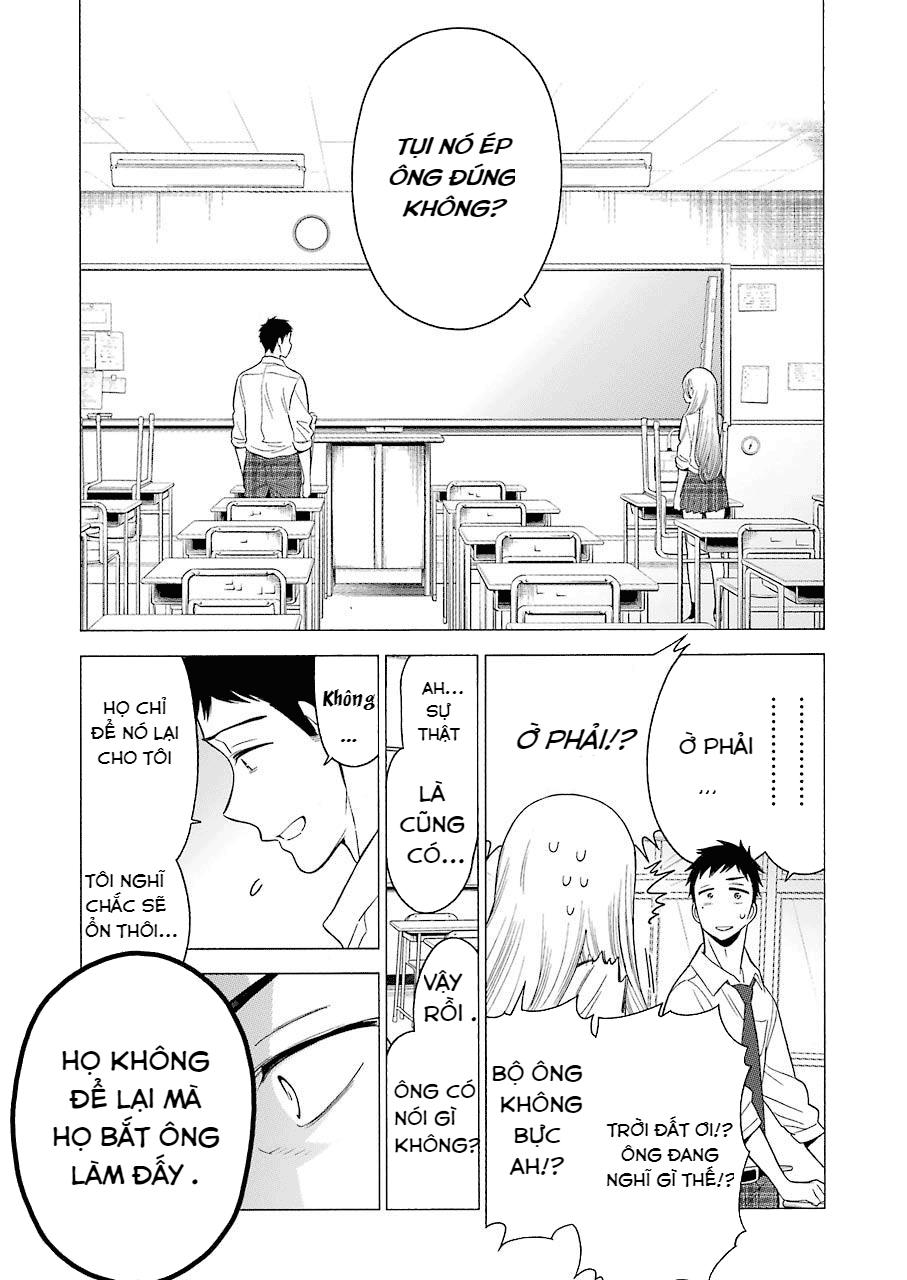 TỤI NÓ ÉP
ÔNG ĐÚNG
KHÔNG?
Ờ PHẢI
...
Ờ PHẢI!?
TRỜI ĐẤT ƠI!?
ÔNG ĐANG
NGHĨ GÌ THẾ!?
BỘ ÔNG
KHÔNG
BỰC
AH!?
AH...
SỰ
THẬT
LÀ
CŨNG
CÓ...
VẬY
RỒI .
ÔNG CÓ
NÓI GÌ
KHÔNG?
Không
...
HỌ CHỈ
ĐỂ NÓ LẠI
CHO TÔI
TÔI NGHĨ
CHẮC SẼ
ỔN THÔI...
HỌ KHÔNG
ĐỂ LẠI MÀ
HỌ BẮT ÔNG
LÀM ĐẤY .